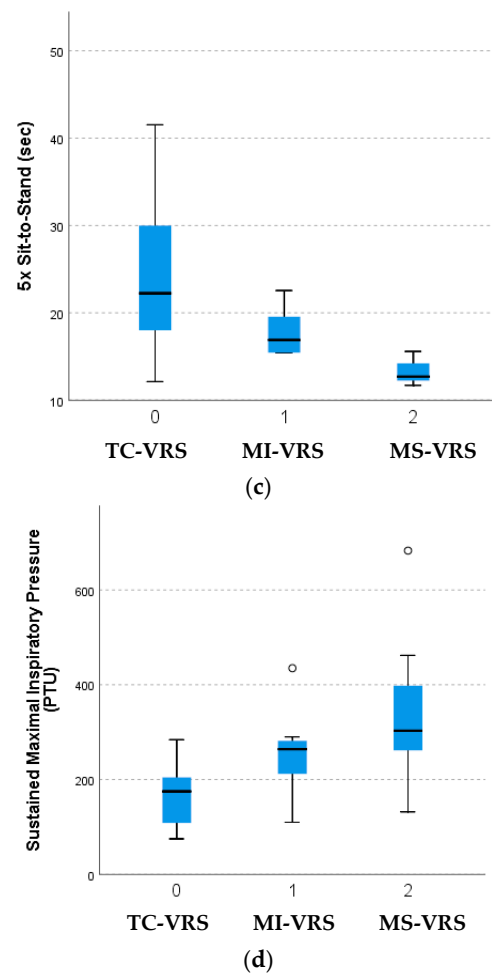 5x Sit-to-Stand (sec)
50
40
30
20
10
0 1 2
TC-VRS MI-VRS MS-VRS
(c)
Sustained Maximal Inspiratory Pressure
(PTU)
600
400
200
0
0 1 2
TC-VRS MI-VRS MS-VRS
(d)